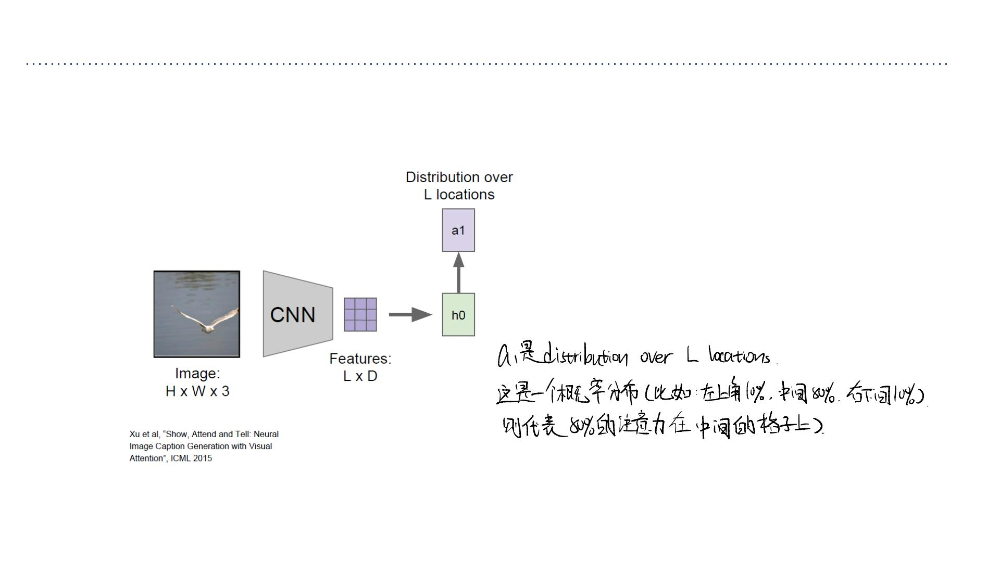 Distribution over
L locations
a1
CNN
h0
Features:
L x D
Image:
H x W x 3
a₁是distribution over L locations.
这是一个概率分布(比如:左上角10%,中间80%.右下间10%).
则代表80%的注意力在中间的格子上).
Xu et al, “Show, Attend and Tell: Neural
Image Caption Generation with Visual
Attention”, ICML 2015